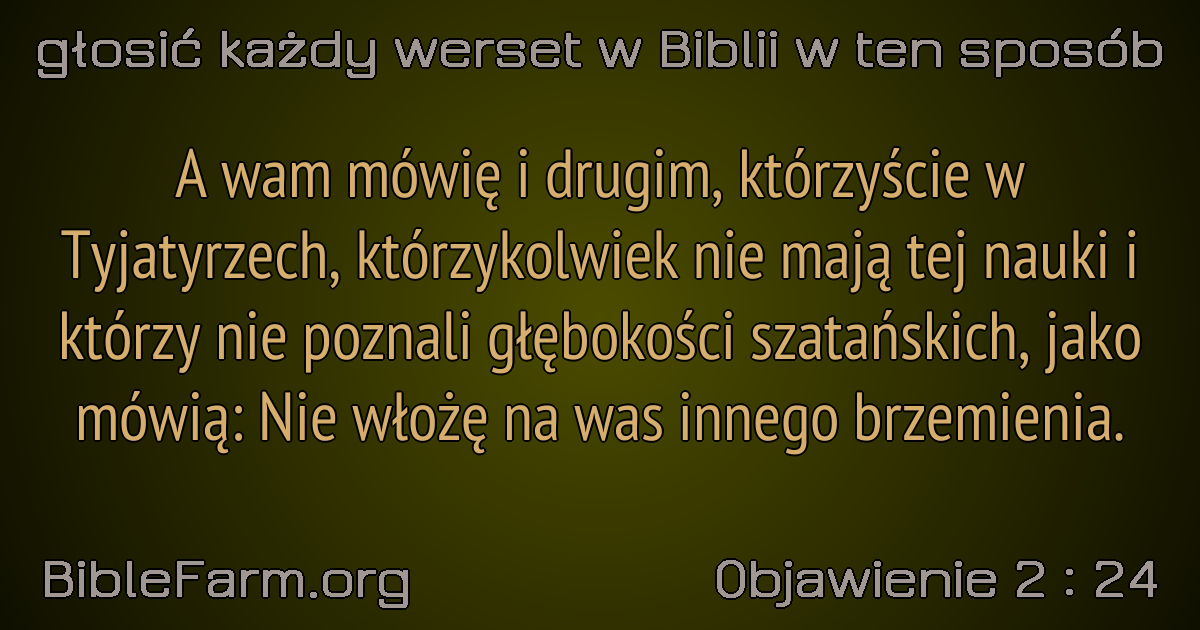 głosić każdy werset w Biblii w ten sposób
A wam mówię i drugim, którzyście w
Tyjatyrzech, którzykolwiek nie mają tej nauki i
którzy nie poznali głębokości szatańskich, jako
mówią: Nie włożę na was innego brzemienia.
BibleFarm.org
Objawienie 2 : 24